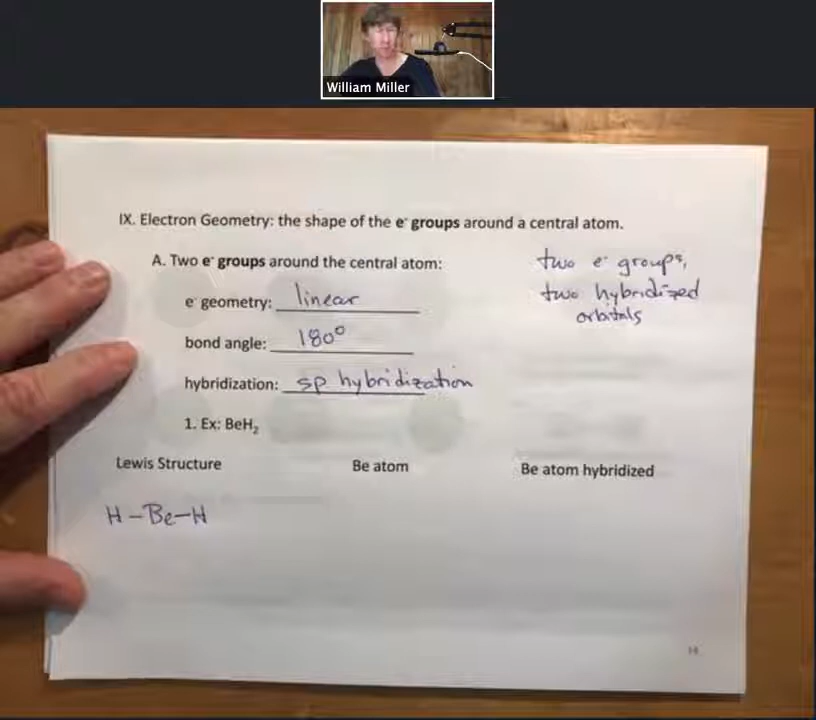 William Miller
IX. Electron Geometry: the shape of the e⁻ groups around a central atom.
A. Two e⁻ groups around the central atom:
two e⁻ groups,
two hybridized
orbitals
e⁻ geometry: linear
bond angle: 180°
hybridization: sp hybridization
1. Ex: BeH₂
Lewis Structure Be atom Be atom hybridized
H–Be–H